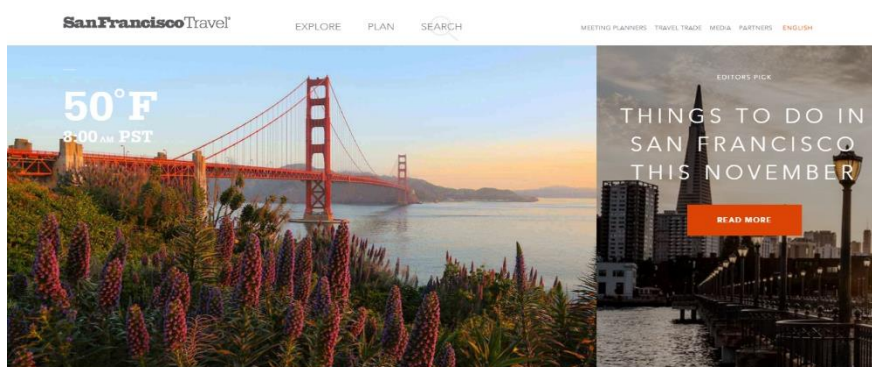 SanFranciscoTravel
EXPLORE PLAN SEARCH
MEETING PLANNERS TRAVEL TRADE MEDIA PARTNERS ENGLISH
50°F
3:00 AM PST
EDITORS PICK
THINGS TO DO IN
SAN FRANCISCO
THIS NOVEMBER
READ MORE